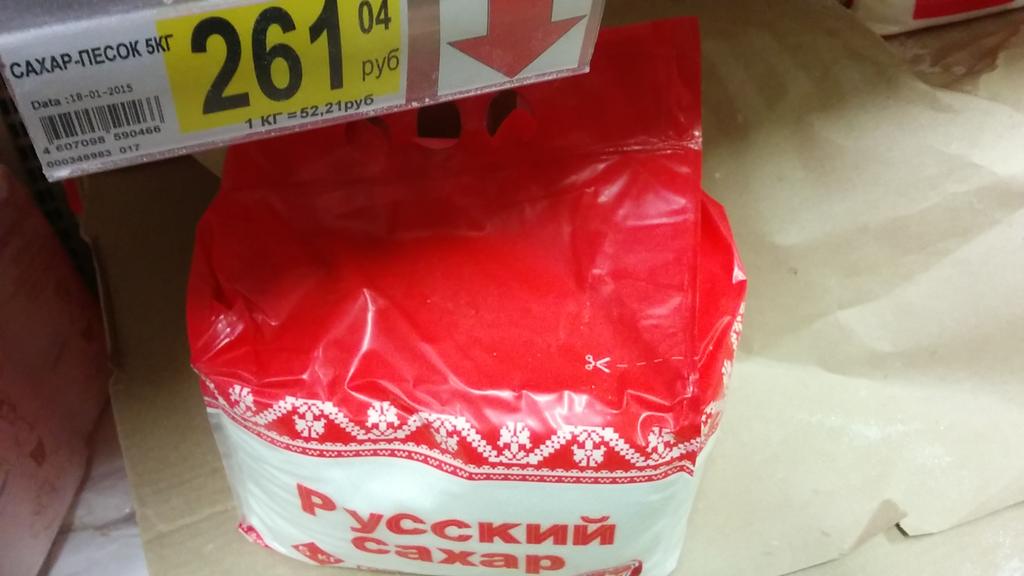 САХАР-ПЕСОК 5КГ
261 04
руб
Data :18-01-2015
1 КГ =52,21руб
4 607098 590466
000349983 017
Русский
сахар